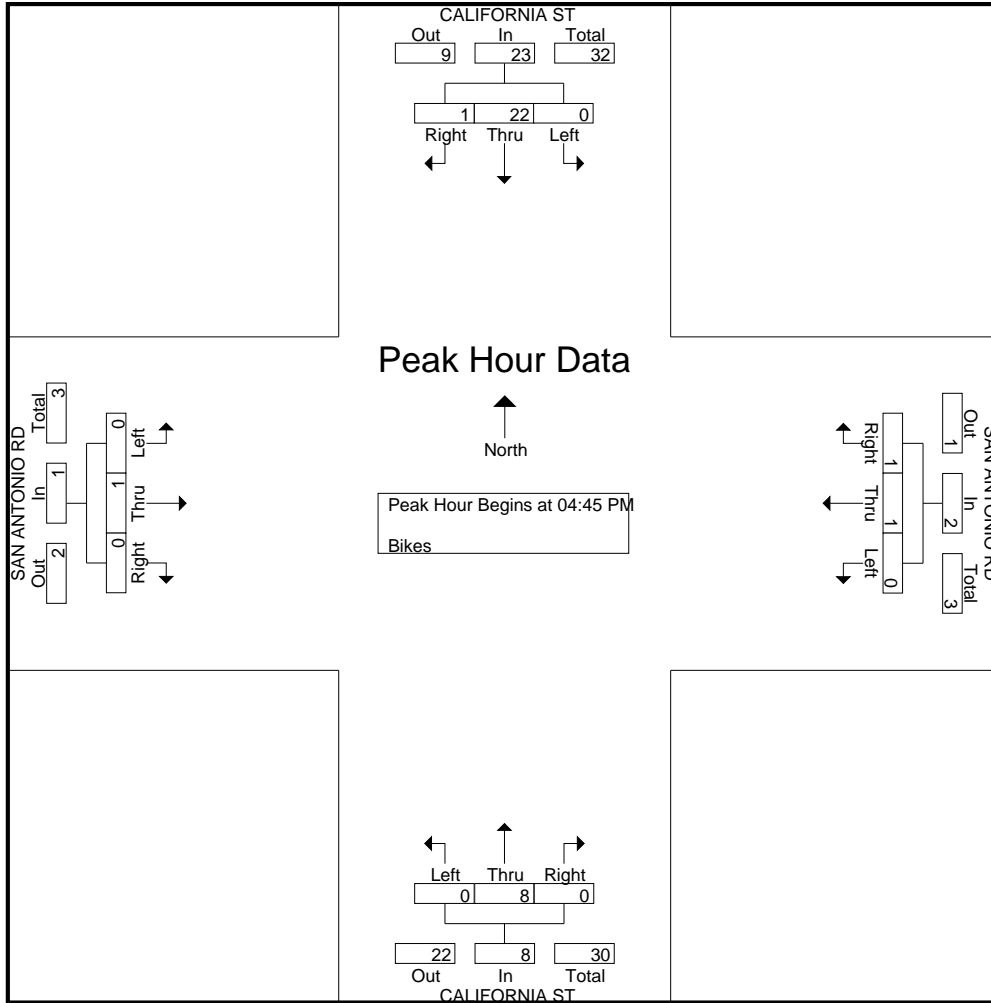 CALIFORNIA ST
Out In Total
9 23 32
1 22 0
Right Thru Left
Peak Hour Data
North
Peak Hour Begins at 04:45 PM
Bikes
SAN ANTONIO RD
Total In Out
3 1 2
0 1 0
Left Thru Right
Right Thru Left
1 1 0
Out In Total
1 2 3
SAN ANTONIO RD
Left Thru Right
0 8 0
22 8 30
Out In Total
CALIFORNIA ST